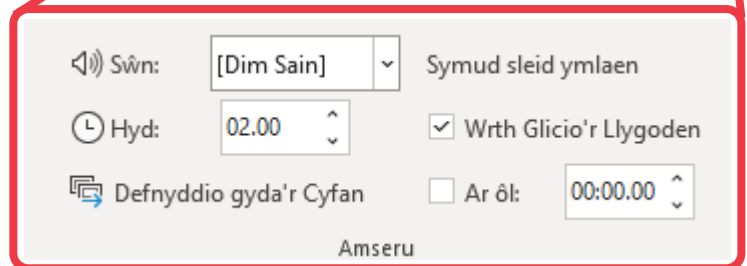 Sŵn: [Dim Sain] Symud sleid ymlaen
Hyd: 02.00 Wrth Glicio'r Llygoden
Defnyddio gyda'r Cyfan Ar ôl: 00:00.00
Amseru